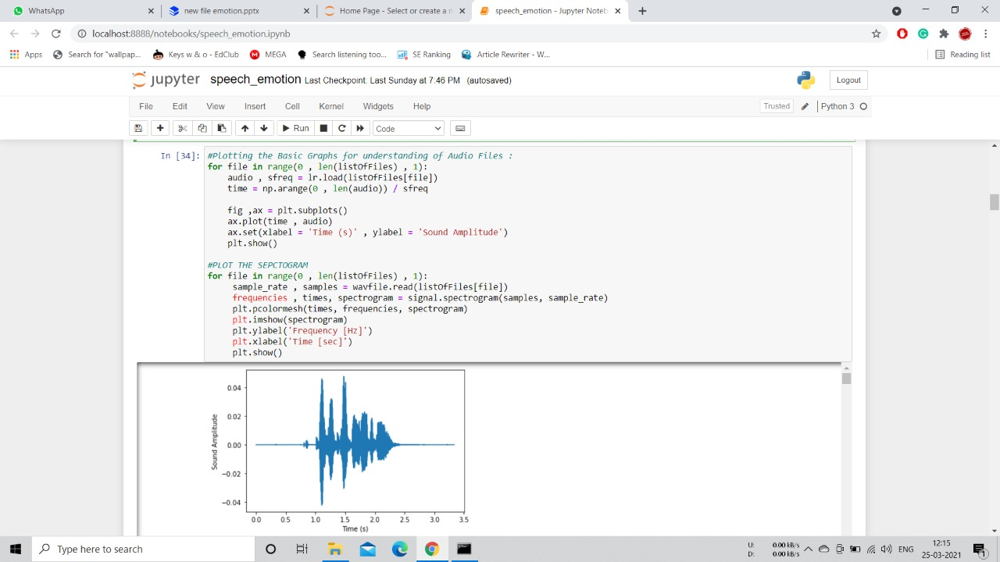 WhatsApp
new file emotion.pptx
Home Page - Select or create a n
speech_emotion - Jupyter Noteb
localhost:8888/notebooks/speech_emotion.ipynb
Apps
Search for "wallpap...
Keys w & o - EdClub
MEGA
Search listening too...
SE Ranking
Article Rewriter - W...
Reading list
jupyter speech_emotion Last Checkpoint: Last Sunday at 7:46 PM (autosaved)
Logout
File Edit View Insert Cell Kernel Widgets Help
Trusted
Python 3
Run
Code
In [34]: #Plotting the Basic Graphs for understanding of Audio Files :
for file in range(0 , len(listOfFiles) , 1):
    audio , sfreq = lr.load(listOfFiles[file])
    time = np.arange(0 , len(audio)) / sfreq
    fig ,ax = plt.subplots()
    ax.plot(time , audio)
    ax.set(xlabel = 'Time (s)' , ylabel = 'Sound Amplitude')
    plt.show()
#PLOT THE SEPCTOGRAM
for file in range(0 , len(listOfFiles) , 1):
     sample_rate , samples = wavfile.read(listOfFiles[file])
     frequencies , times, spectrogram = signal.spectrogram(samples, sample_rate)
     plt.pcolormesh(times, frequencies, spectrogram)
     plt.imshow(spectrogram)
     plt.ylabel('Frequency [Hz]')
     plt.xlabel('Time [sec]')
     plt.show()
0.04
0.02
0.00
−0.02
−0.04
Sound Amplitude
0.0 0.5 1.0 1.5 2.0 2.5 3.0 3.5
Time (s)
Type here to search
U: 0.00 kB/s
D: 0.00 kB/s
ENG
12:15
25-03-2021
1